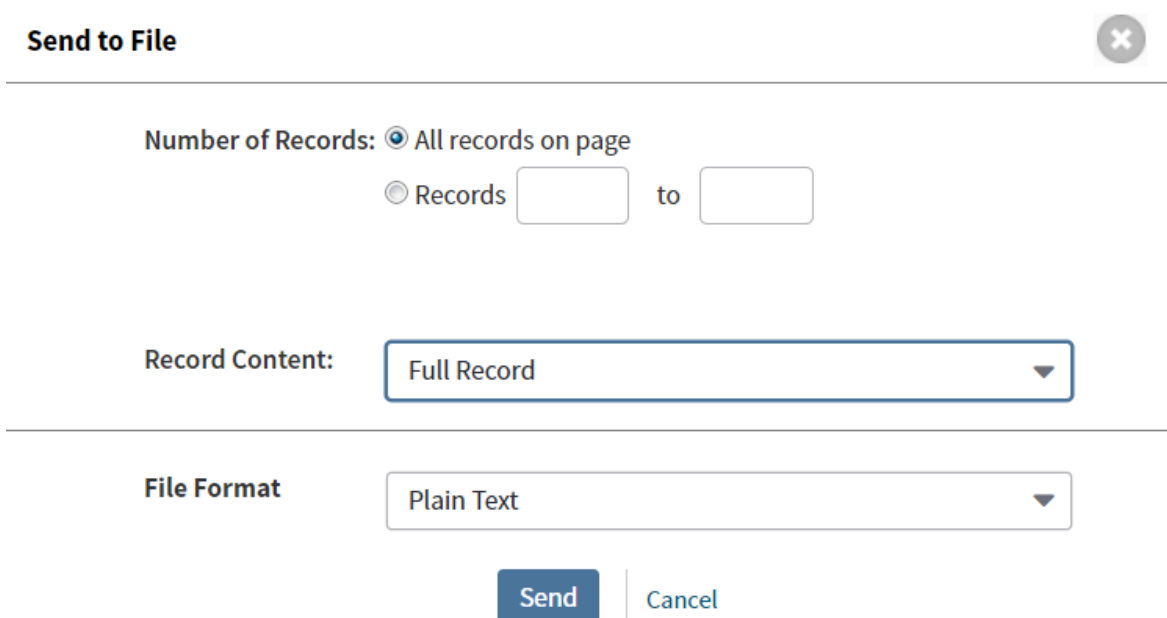 Send to File
Number of Records: All records on page
Records to
Record Content: Full Record
File Format Plain Text
Send Cancel